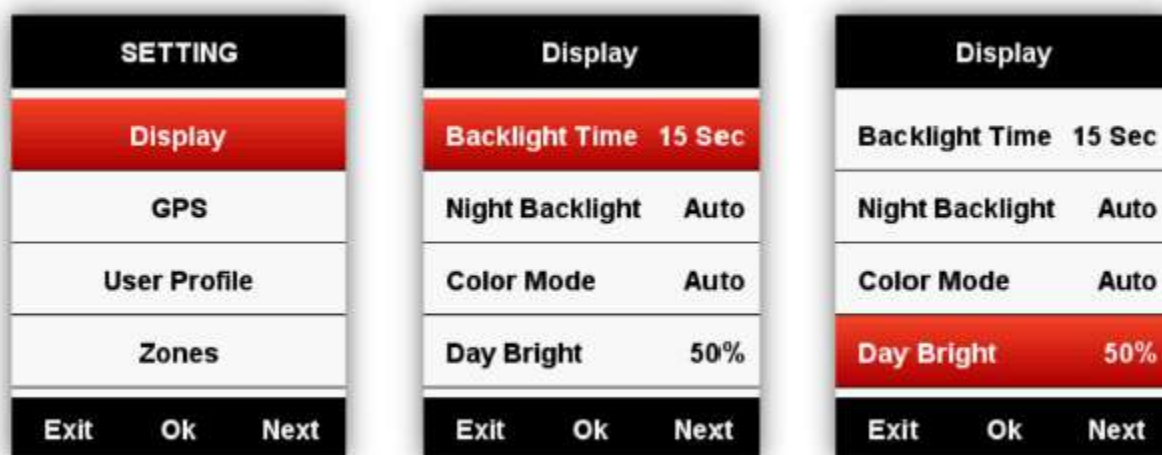 SETTING
Display
GPS
User Profile
Zones
Exit Ok Next
Display
Backlight Time 15 Sec
Night Backlight Auto
Color Mode Auto
Day Bright 50%
Exit Ok Next
Display
Backlight Time 15 Sec
Night Backlight Auto
Color Mode Auto
Day Bright 50%
Exit Ok Next